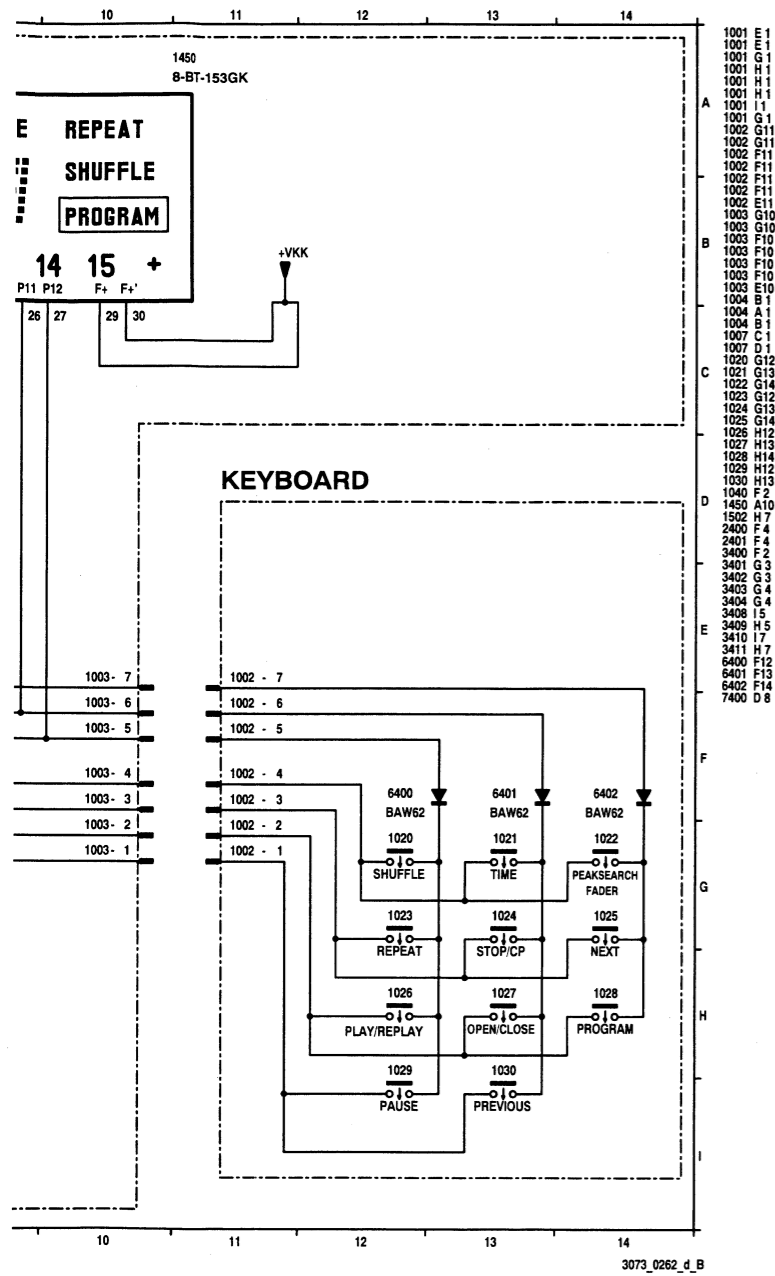 10 11 12 13 14
1450
8-BT-153GK
E REPEAT
SHUFFLE
PROGRAM
14 15 +
P11 P12 F+ F+'
26 27 29 30
+VKK
A
B
C
D
E
F
G
H
I
KEYBOARD
1003- 7 1002 - 7
1003- 6 1002 - 6
1003- 5 1002 - 5
1003- 4 1002 - 4
1003- 3 1002 - 3
1003- 2 1002 - 2
1003- 1 1002 - 1
6400 6401 6402
BAW62 BAW62 BAW62
1020 1021 1022
SHUFFLE TIME PEAKSEARCH
FADER
1023 1024 1025
REPEAT STOP/CP NEXT
1026 1027 1028
PLAY/REPLAY OPEN/CLOSE PROGRAM
1029 1030
PAUSE PREVIOUS
10 11 12 13 14
3073_0262_d_B
1001 E 1
1001 E 1
1001 G 1
1001 H 1
1001 H 1
1001 H 1
1001 I 1
1001 G 1
1002 G11
1002 G11
1002 F11
1002 F11
1002 F11
1002 F11
1002 E11
1003 G10
1003 G10
1003 F10
1003 F10
1003 F10
1003 F10
1003 E10
1004 B 1
1004 A 1
1004 B 1
1007 C 1
1007 D 1
1020 G12
1021 G13
1022 G14
1023 G12
1024 G13
1025 G14
1026 H12
1027 H13
1028 H14
1029 H12
1030 H13
1040 F 2
1450 A10
1502 H 7
2400 F 4
2401 F 4
3400 F 2
3401 G 3
3402 G 3
3403 G 4
3404 G 4
3408 I 5
3409 H 5
3410 I 7
3411 H 7
6400 F12
6401 F13
6402 F14
7400 D 8